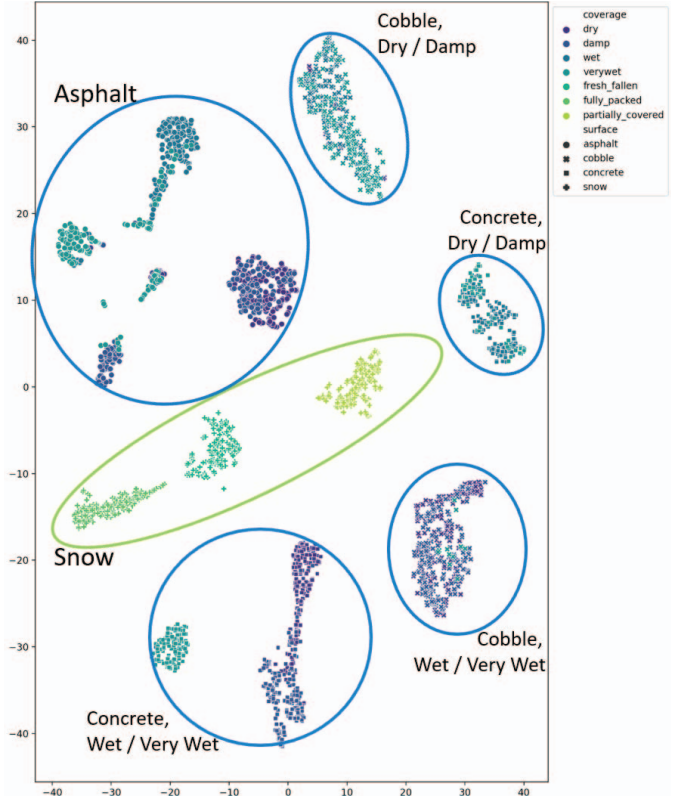 Cobble,
Dry / Damp
Asphalt
Concrete,
Dry / Damp
Snow
Cobble,
Wet / Very Wet
Concrete,
Wet / Very Wet
coverage
dry
damp
wet
verywet
fresh_fallen
fully_packed
partially_covered
surface
asphalt
cobble
concrete
snow
40
30
20
10
0
−10
−20
−30
−40
−40 −30 −20 −10 0 10 20 30 40